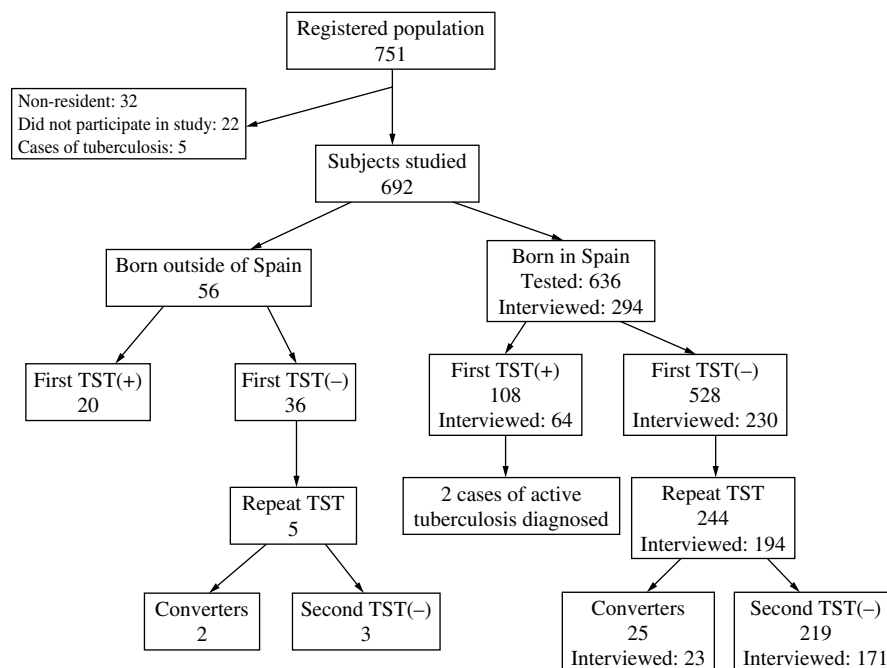 Registered population
751
Non-resident: 32
Did not participate in study: 22
Cases of tuberculosis: 5
Subjects studied
692
Born outside of Spain
56
Born in Spain
Tested: 636
Interviewed: 294
First TST(+)
20
First TST(–)
36
First TST(+)
108
Interviewed: 64
First TST(–)
528
Interviewed: 230
Repeat TST
5
2 cases of active
tuberculosis diagnosed
Repeat TST
244
Interviewed: 194
Converters
2
Second TST(–)
3
Converters
25
Interviewed: 23
Second TST(–)
219
Interviewed: 171